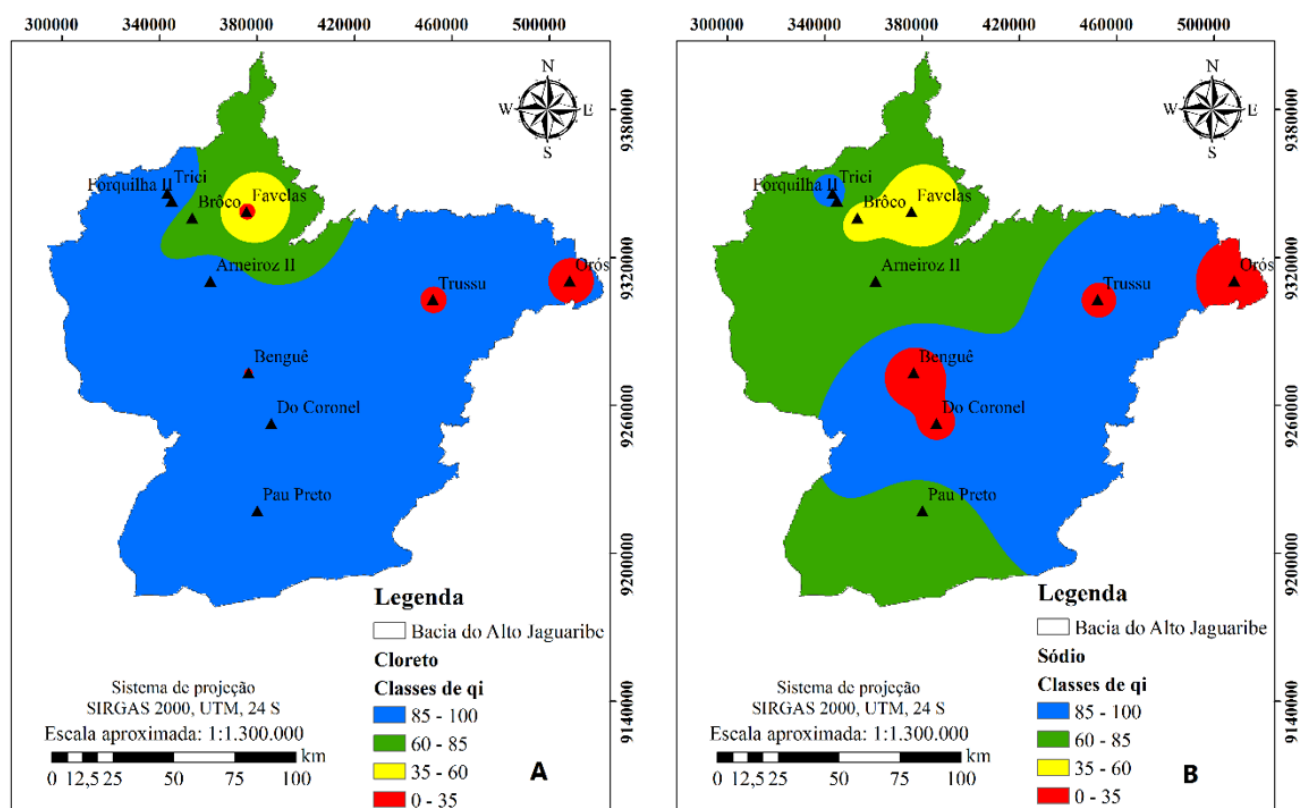 300000 340000 380000 420000 460000 500000
N
W E
S
Trici
Forquilha II
Brôco
Favelas
Arneiroz II
Orós
Trussu
Benguê
Do Coronel
Pau Preto
Legenda
Bacia do Alto Jaguaribe
Cloreto
Classes de qi
85 - 100
60 - 85
35 - 60
0 - 35
Sistema de projeção
SIRGAS 2000, UTM, 24 S
Escala aproximada: 1:1.300.000
km
0 12,5 25 50 75 100
A
9380000
9320000
9260000
9200000
9140000
300000 340000 380000 420000 460000 500000
N
W E
S
Trici
Forquilha II
Brôco
Favelas
Arneiroz II
Orós
Trussu
Benguê
Do Coronel
Pau Preto
Legenda
Bacia do Alto Jaguaribe
Sódio
Classes de qi
85 - 100
60 - 85
35 - 60
0 - 35
Sistema de projeção
SIRGAS 2000, UTM, 24 S
Escala aproximada: 1:1.300.000
km
0 12,5 25 50 75 100
B
9380000
9320000
9260000
9200000
9140000